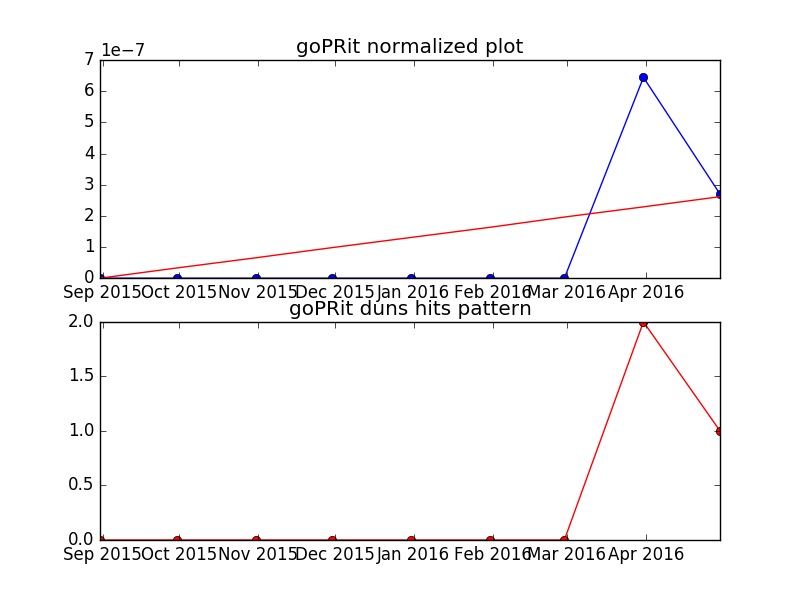 goPRit normalized plot
1e−7
7
6
5
4
3
2
1
0
Sep 2015 Oct 2015 Nov 2015 Dec 2015 Jan 2016 Feb 2016 Mar 2016 Apr 2016
goPRit duns hits pattern
2.0
1.5
1.0
0.5
0.0
Sep 2015 Oct 2015 Nov 2015 Dec 2015 Jan 2016 Feb 2016 Mar 2016 Apr 2016